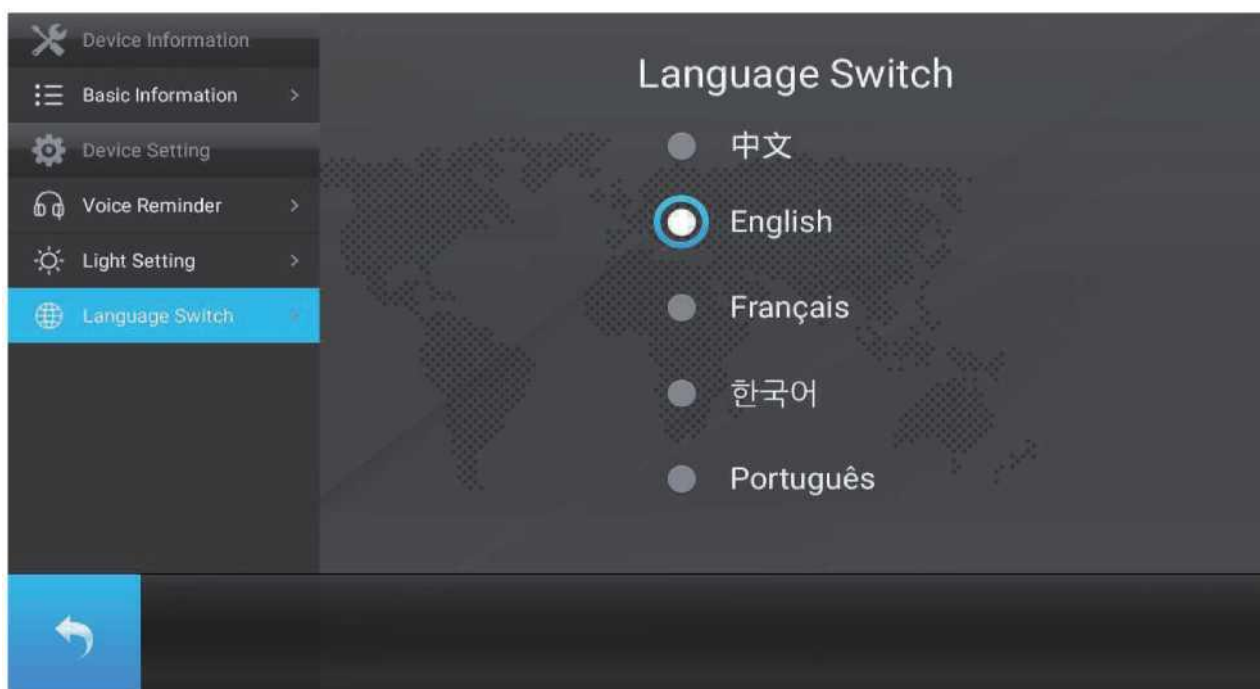 Device Information
Basic Information
Device Setting
Voice Reminder
Light Setting
Language Switch
Language Switch
中文
English
Français
한국어
Português